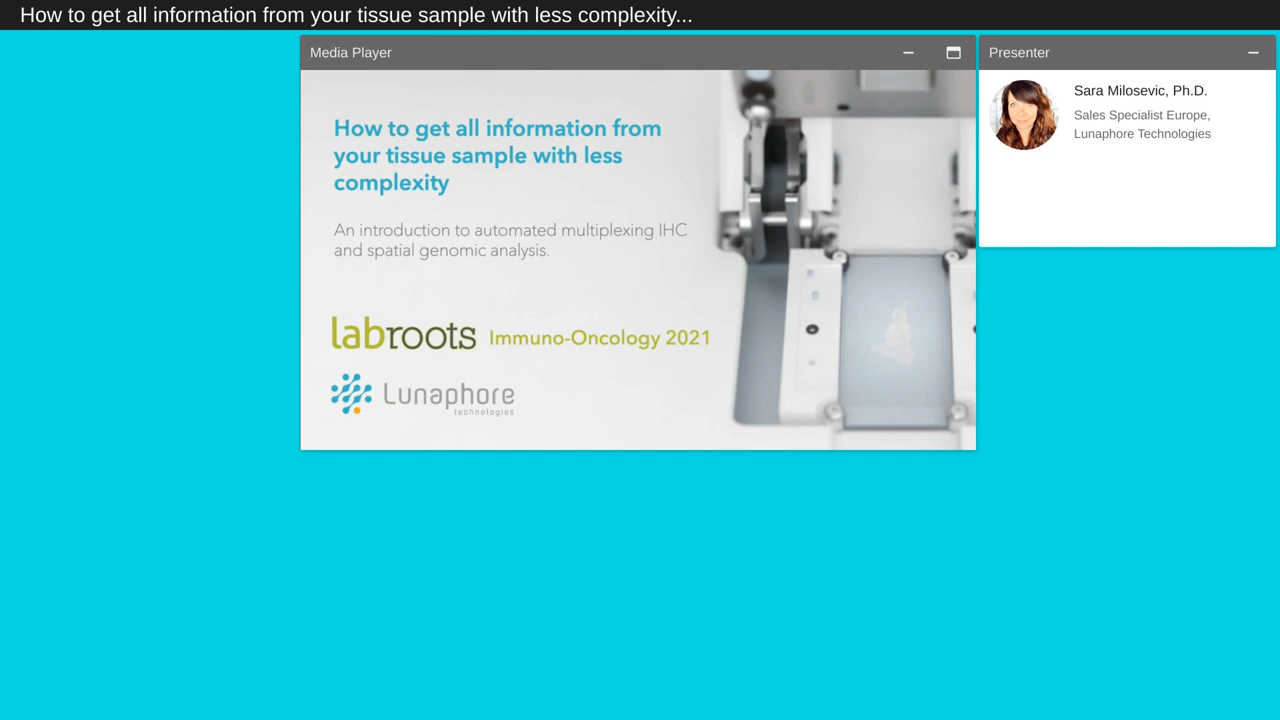 How to get all information from your tissue sample with less complexity...
Media Player
Presenter
Sara Milosevic, Ph.D.
Sales Specialist Europe,
Lunaphore Technologies
How to get all information from
your tissue sample with less
complexity
An introduction to automated multiplexing IHC
and spatial genomic analysis.
labroots Immuno-Oncology 2021
Lunaphore
technologies